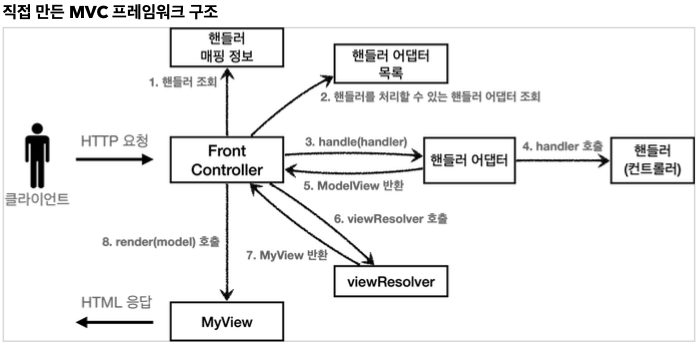 직접 만든 MVC 프레임워크 구조
핸들러
매핑 정보
핸들러 어댑터
목록
1. 핸들러 조회
2. 핸들러를 처리할 수 있는 핸들러 어댑터 조회
HTTP 요청
Front
Controller
3. handle(handler)
핸들러 어댑터
4. handler 호출
핸들러
(컨트롤러)
5. ModelView 반환
클라이언트
6. viewResolver 호출
8. render(model) 호출
7. MyView 반환
viewResolver
HTML 응답
MyView